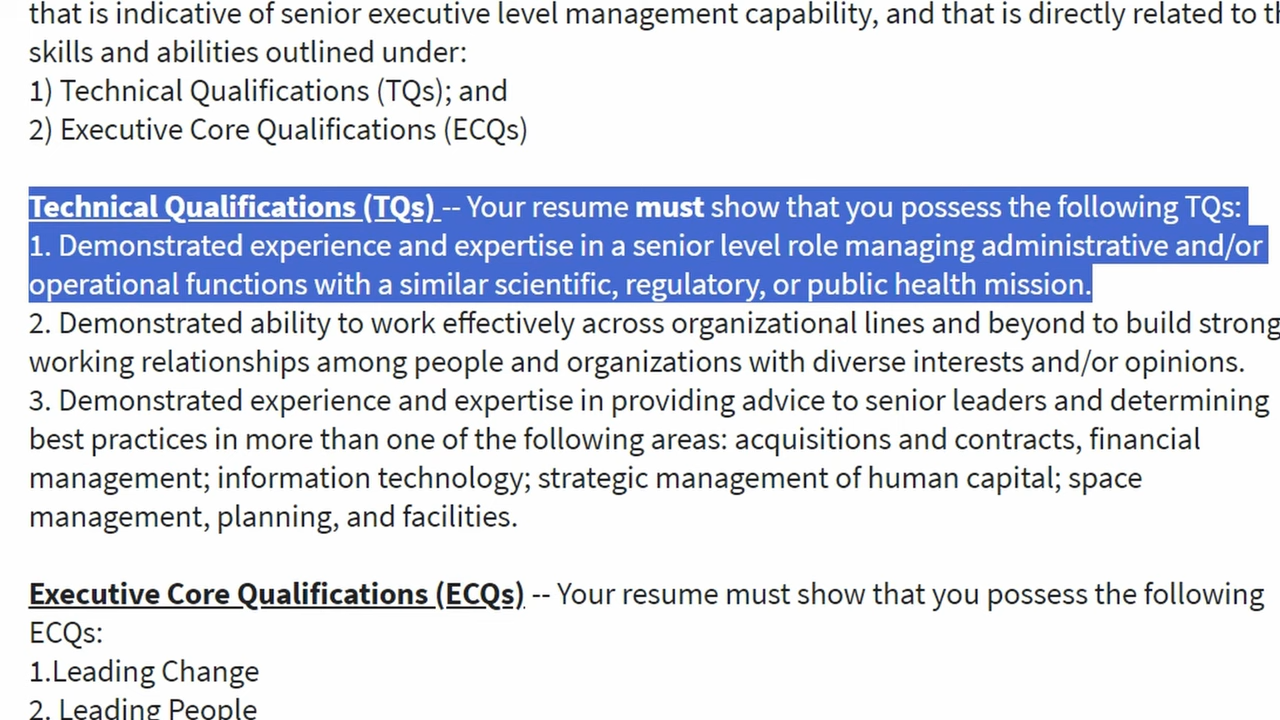 that is indicative of senior executive level management capability, and that is directly related to
skills and abilities outlined under:
1) Technical Qualifications (TQs); and
2) Executive Core Qualifications (ECQs)
Technical Qualifications (TQs) -- Your resume must show that you possess the following TQs:
1. Demonstrated experience and expertise in a senior level role managing administrative and/or
operational functions with a similar scientific, regulatory, or public health mission.
2. Demonstrated ability to work effectively across organizational lines and beyond to build strong
working relationships among people and organizations with diverse interests and/or opinions.
3. Demonstrated experience and expertise in providing advice to senior leaders and determining
best practices in more than one of the following areas: acquisitions and contracts, financial
management; information technology; strategic management of human capital; space
management, planning, and facilities.
Executive Core Qualifications (ECQs) -- Your resume must show that you possess the following
ECQs:
1.Leading Change
2. Leading People